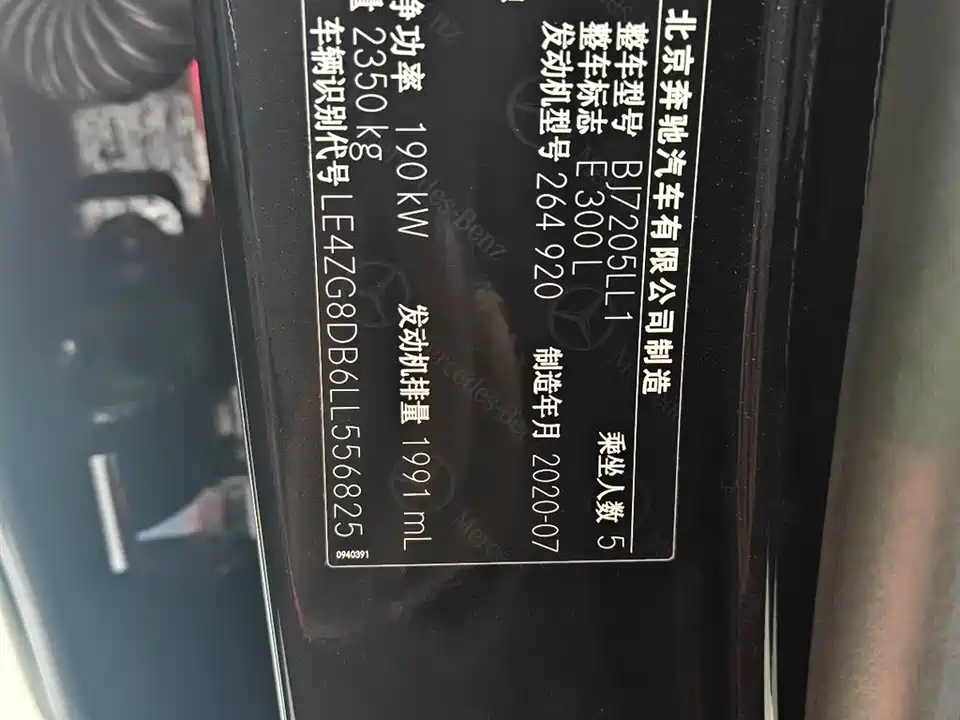 北京奔驰汽车有限公司制造
整车型号 BJ7205LL1
整车标志 E 300 L 乘坐人数 5
发动机型号 264 920 制造年月 2020-07
净功率 190 kW 发动机排量 1991 mL
量 2350 kg
车辆识别代号 LE4ZG8DB6LL556825
0940391
Mercedes-Benz